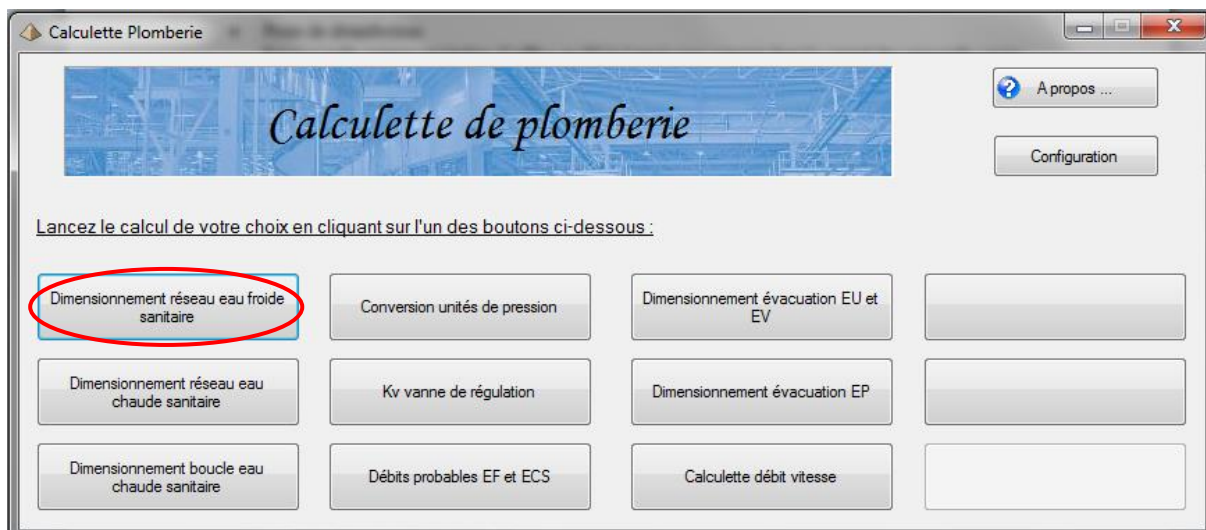 Calculette Plomberie
Calculette de plomberie
A propos ...
Configuration
Lancez le calcul de votre choix en cliquant sur l'un des boutons ci-dessous :
Dimensionnement réseau eau froide
sanitaire
Conversion unités de pression
Dimensionnement évacuation EU et
EV
Dimensionnement réseau eau
chaude sanitaire
Kv vanne de régulation
Dimensionnement évacuation EP
Dimensionnement boucle eau
chaude sanitaire
Débits probables EF et ECS
Calculette débit vitesse